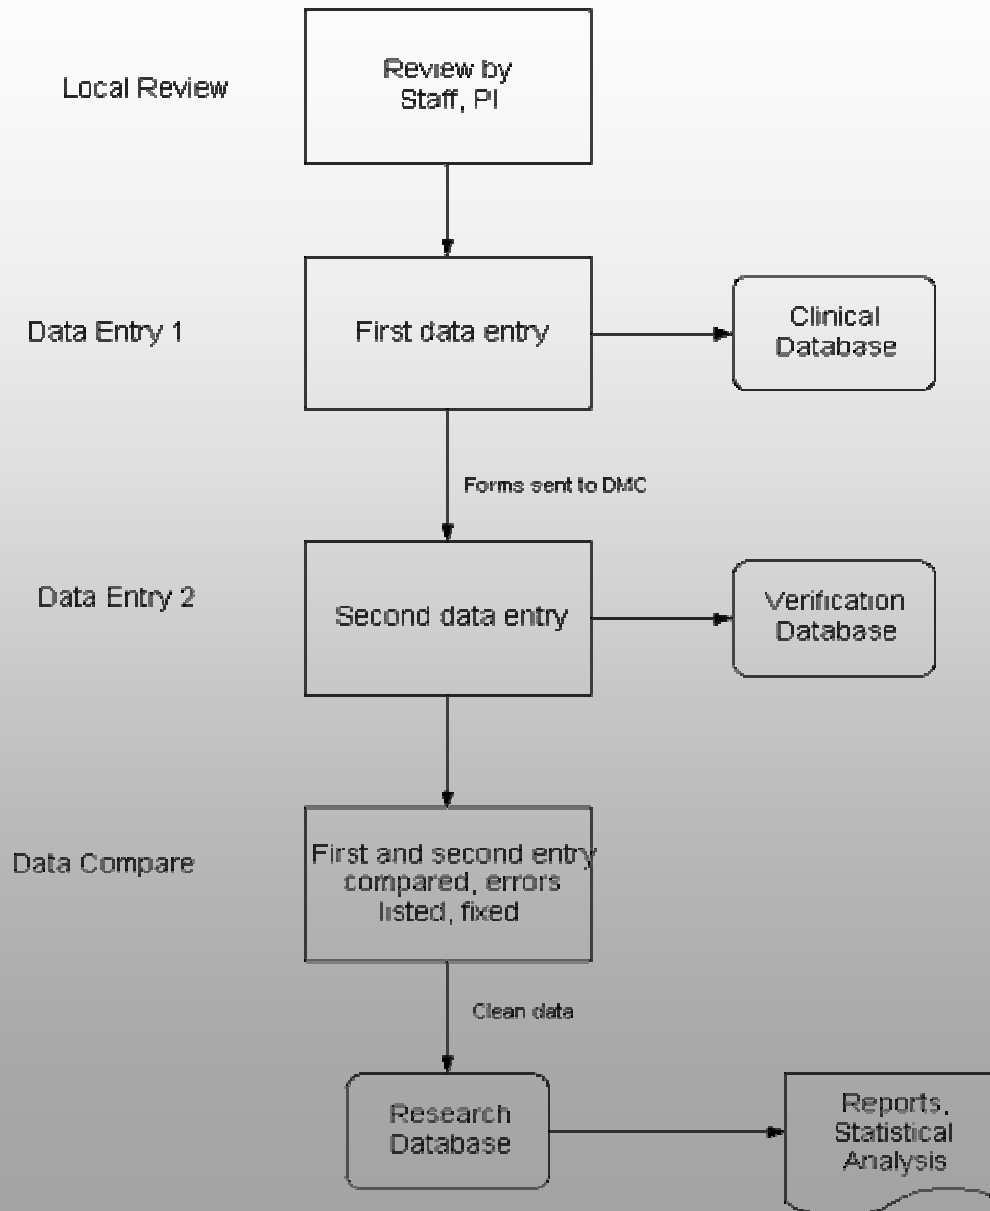 Local Review
Review by
Staff, PI
Data Entry 1
First data entry
Clinical
Database
Forms sent to DMC
Data Entry 2
Second data entry
Verification
Database
Data Compare
First and second entry
compared, errors
listed, fixed
Clean data
Research
Database
Reports,
Statistical
Analysis